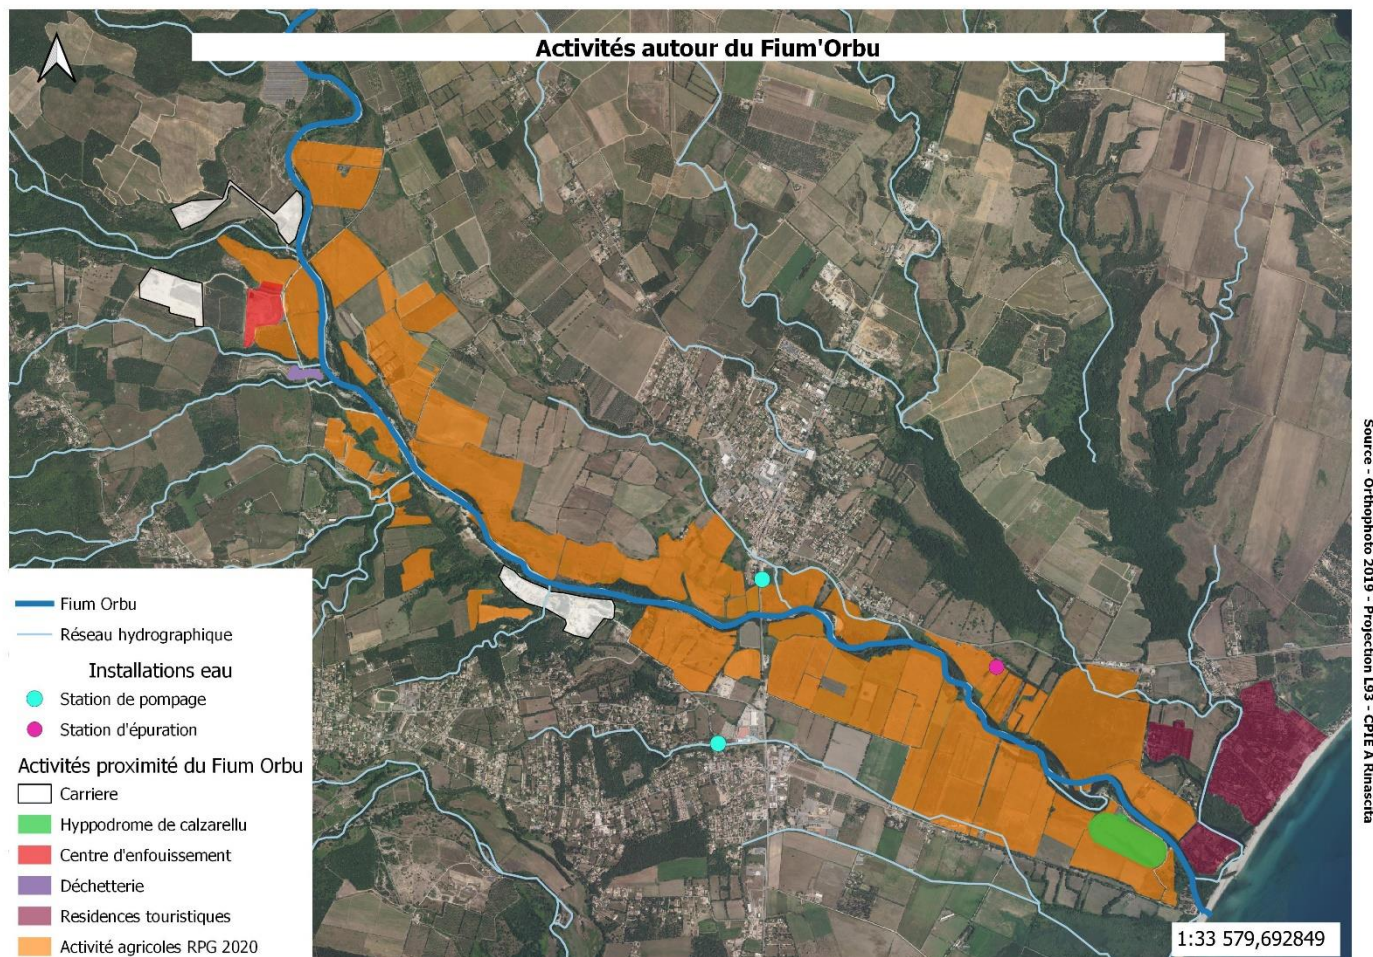 Activités autour du Fium'Orbu
Fium Orbu
Réseau hydrographique
Installations eau
Station de pompage
Station d'épuration
Activités proximité du Fium Orbu
Carriere
Hyppodrome de calzarellu
Centre d'enfouissement
Déchetterie
Residences touristiques
Activité agricoles RPG 2020
1:33 579,692849
Source - Orthophoto 2019 - Projection L93 - CPIE A Rinascita